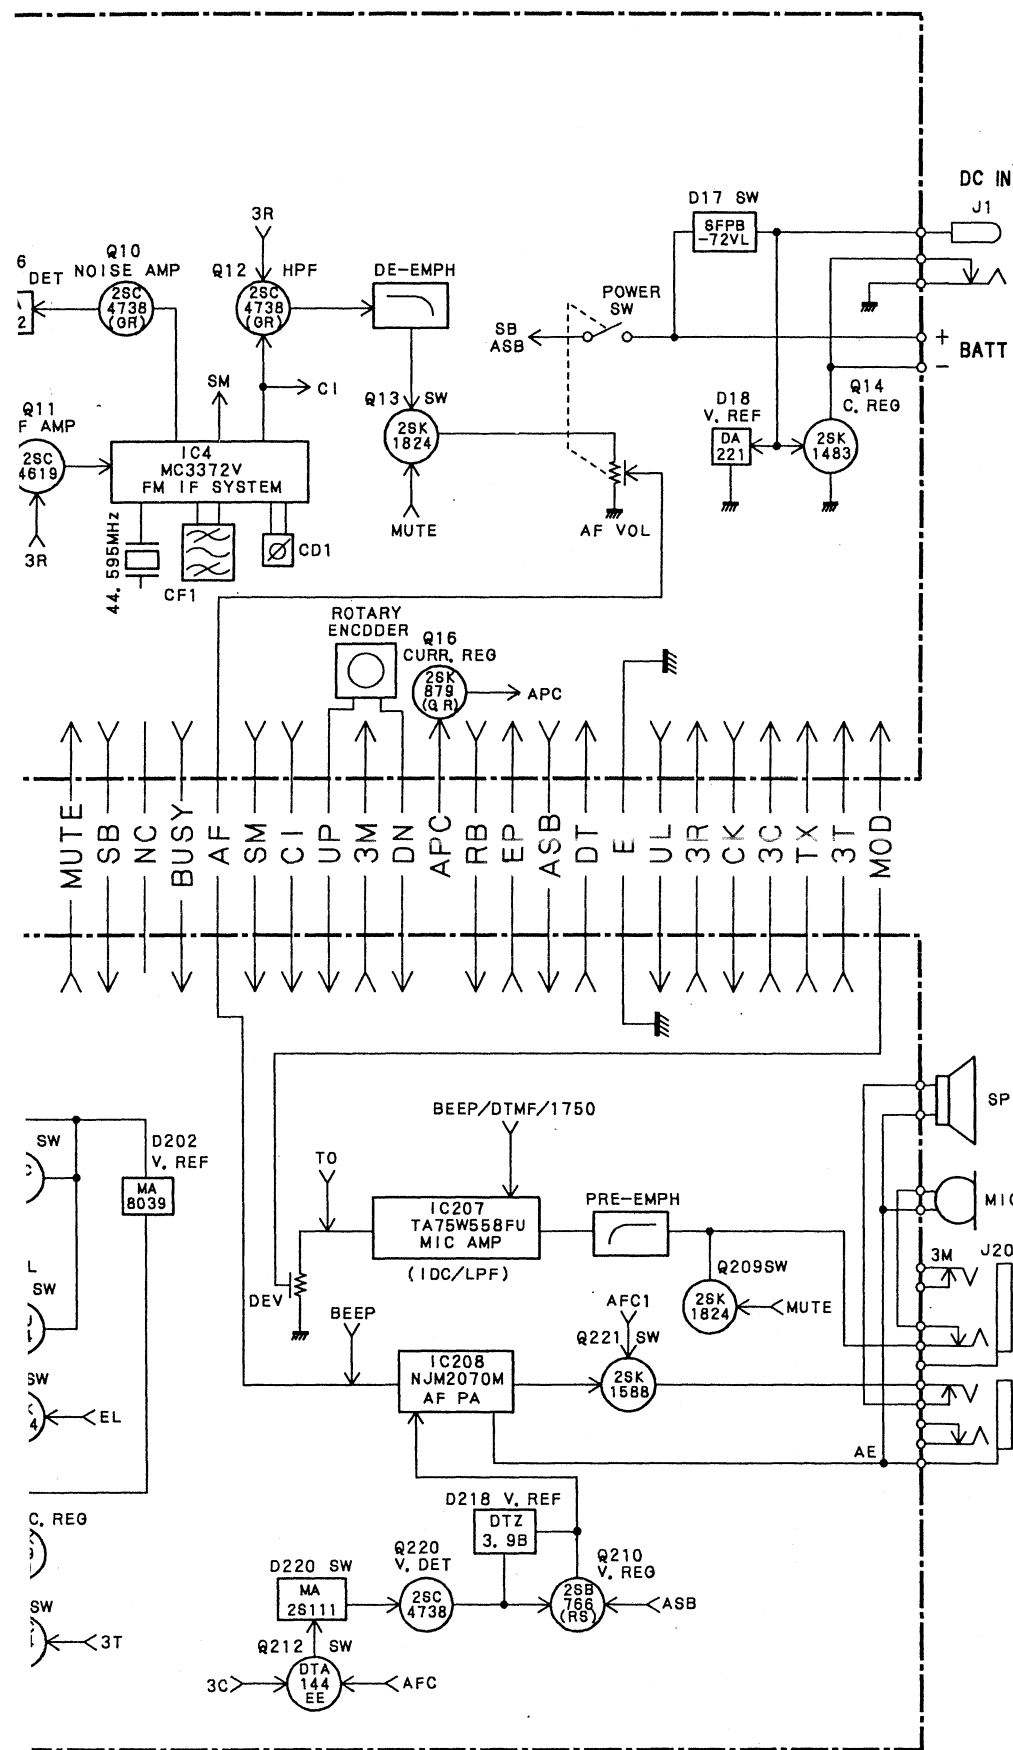 DC IN
J1
D17 SW
SFPB
-72VL
3R
Q10
NOISE AMP
2SC
4738
(GR)
6
DET
2
Q12 HPF
2SC
4738
(GR)
DE-EMPH
POWER
SW
SB
ASB
+
BATT
-
SM
CI
Q13 SW
2SK
1824
Q14
C. REG
2SK
1483
D18
V. REF
DA
221
Q11
F AMP
2SC
4619
3R
IC4
MC3372V
FM IF SYSTEM
44.595MHz
CF1
CD1
MUTE
AF VOL
ROTARY
ENCDDER
Q16
CURR. REG
2SK
879
(GR)
APC
MUTE
SB
NC
BUSY
AF
SM
CI
UP
3M
DN
APC
RB
EP
ASB
DT
E
UL
3R
CK
3C
TX
3T
MOD
SP
BEEP/DTMF/1750
SW
C
D202
V. REF
MA
8039
TO
IC207
TA75W558FU
MIC AMP
(IDC/LPF)
PRE-EMPH
MIC
3M
J20
L
SW
J
4
DEV
Q209SW
2SK
1824
MUTE
BEEP
AFC1
Q221 SW
2SK
1588
IC208
NJM2070M
AF PA
SW
K
4
EL
AE
C. REG
9
D218 V. REF
DTZ
3.9B
Q220
V. DET
2SC
4738
Q210
V. REG
2SB
766
(RS)
ASB
D220 SW
MA
2S111
SW
4
3T
Q212 SW
DTA
144
EE
3C
AFC